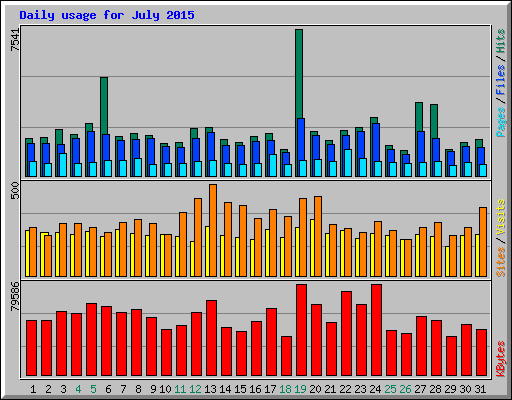 Daily usage for July 2015
7541
Pages / Files / Hits
500
Sites / Visits
79586
KBytes
1 2 3 4 5 6 7 8 9 10 11 12 13 14 15 16 17 18 19 20 21 22 23 24 25 26 27 28 29 30 31